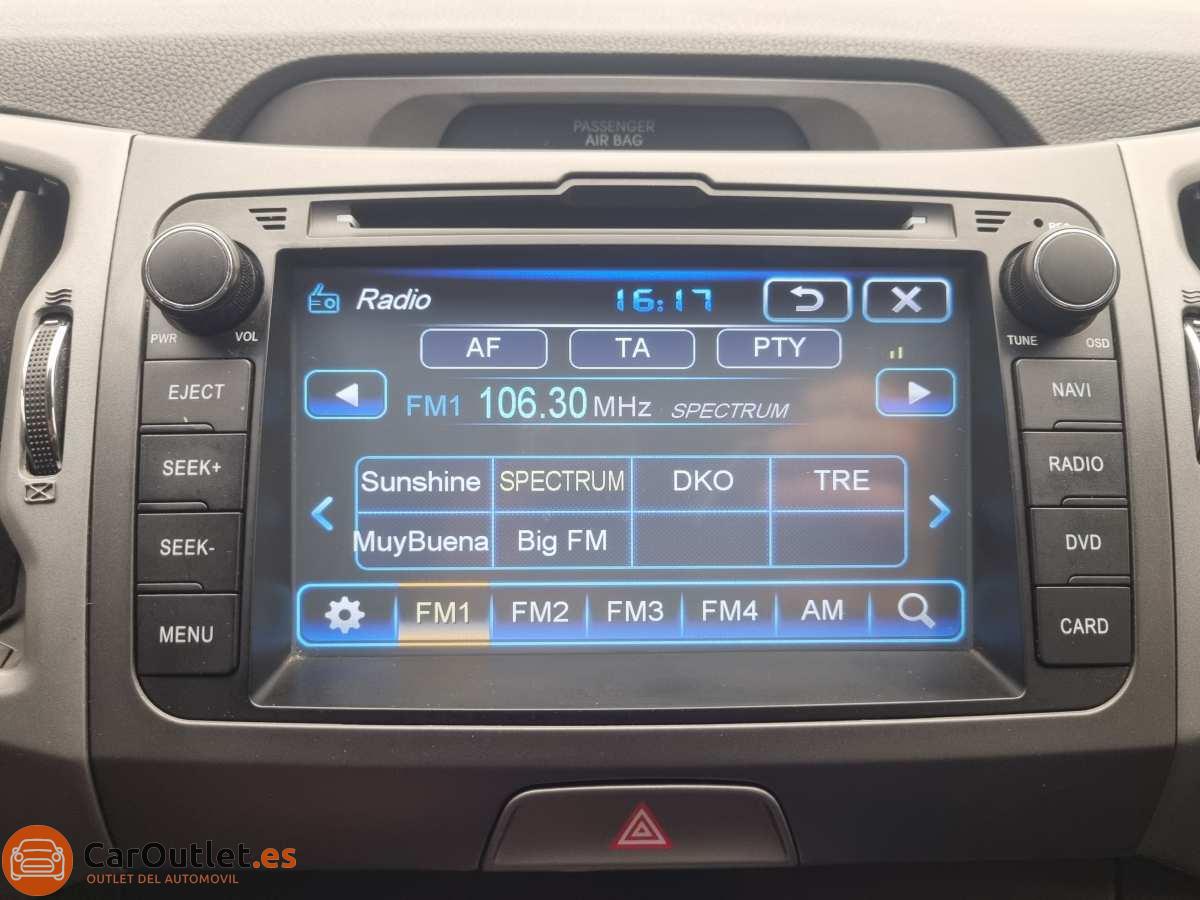 PASSENGER
AIR BAG
RES
PWR
VOL
TUNE
OSD
EJECT
SEEK+
SEEK-
MENU
Radio
16:17
AF TA PTY
FM1 106.30 MHz SPECTRUM
Sunshine SPECTRUM DKO TRE
MuyBuena Big FM
FM1 FM2 FM3 FM4 AM
NAVI
RADIO
DVD
CARD
CarOutlet.es
OUTLET DEL AUTOMOVIL